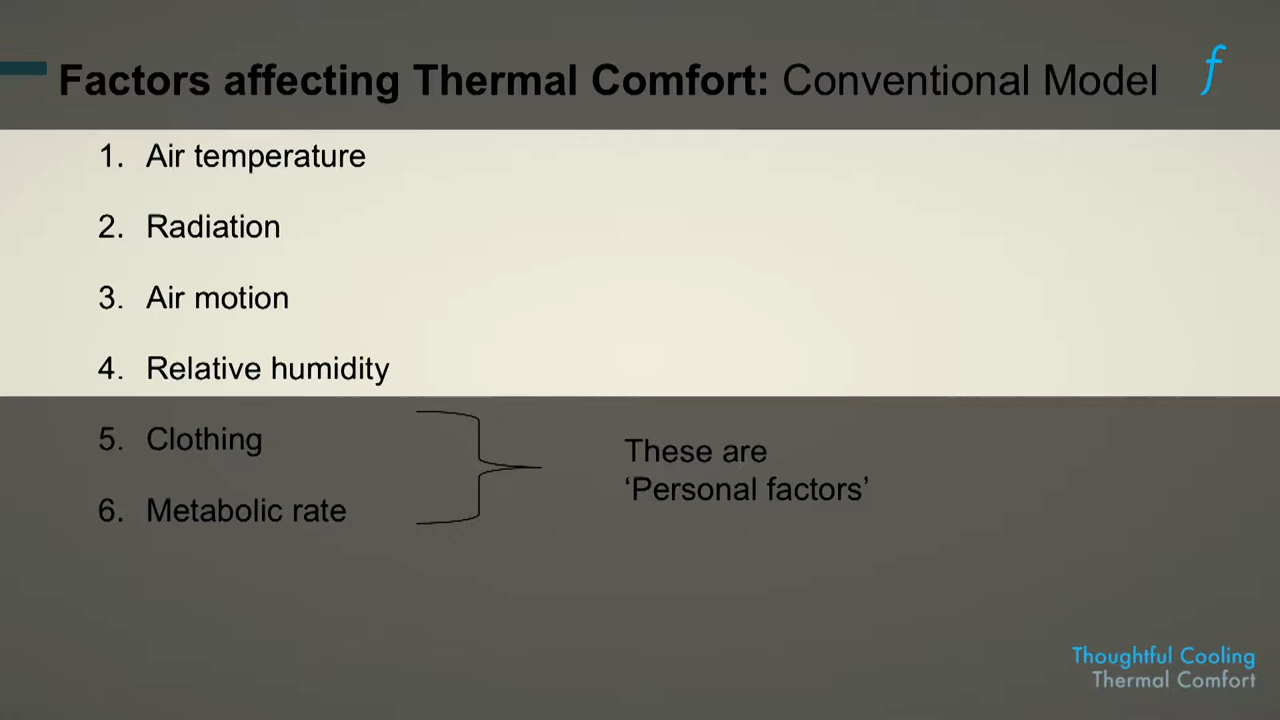 Factors affecting Thermal Comfort: Conventional Model f
1. Air temperature
2. Radiation
3. Air motion
4. Relative humidity
5. Clothing
6. Metabolic rate
These are
‘Personal factors’
Thoughtful Cooling
Thermal Comfort